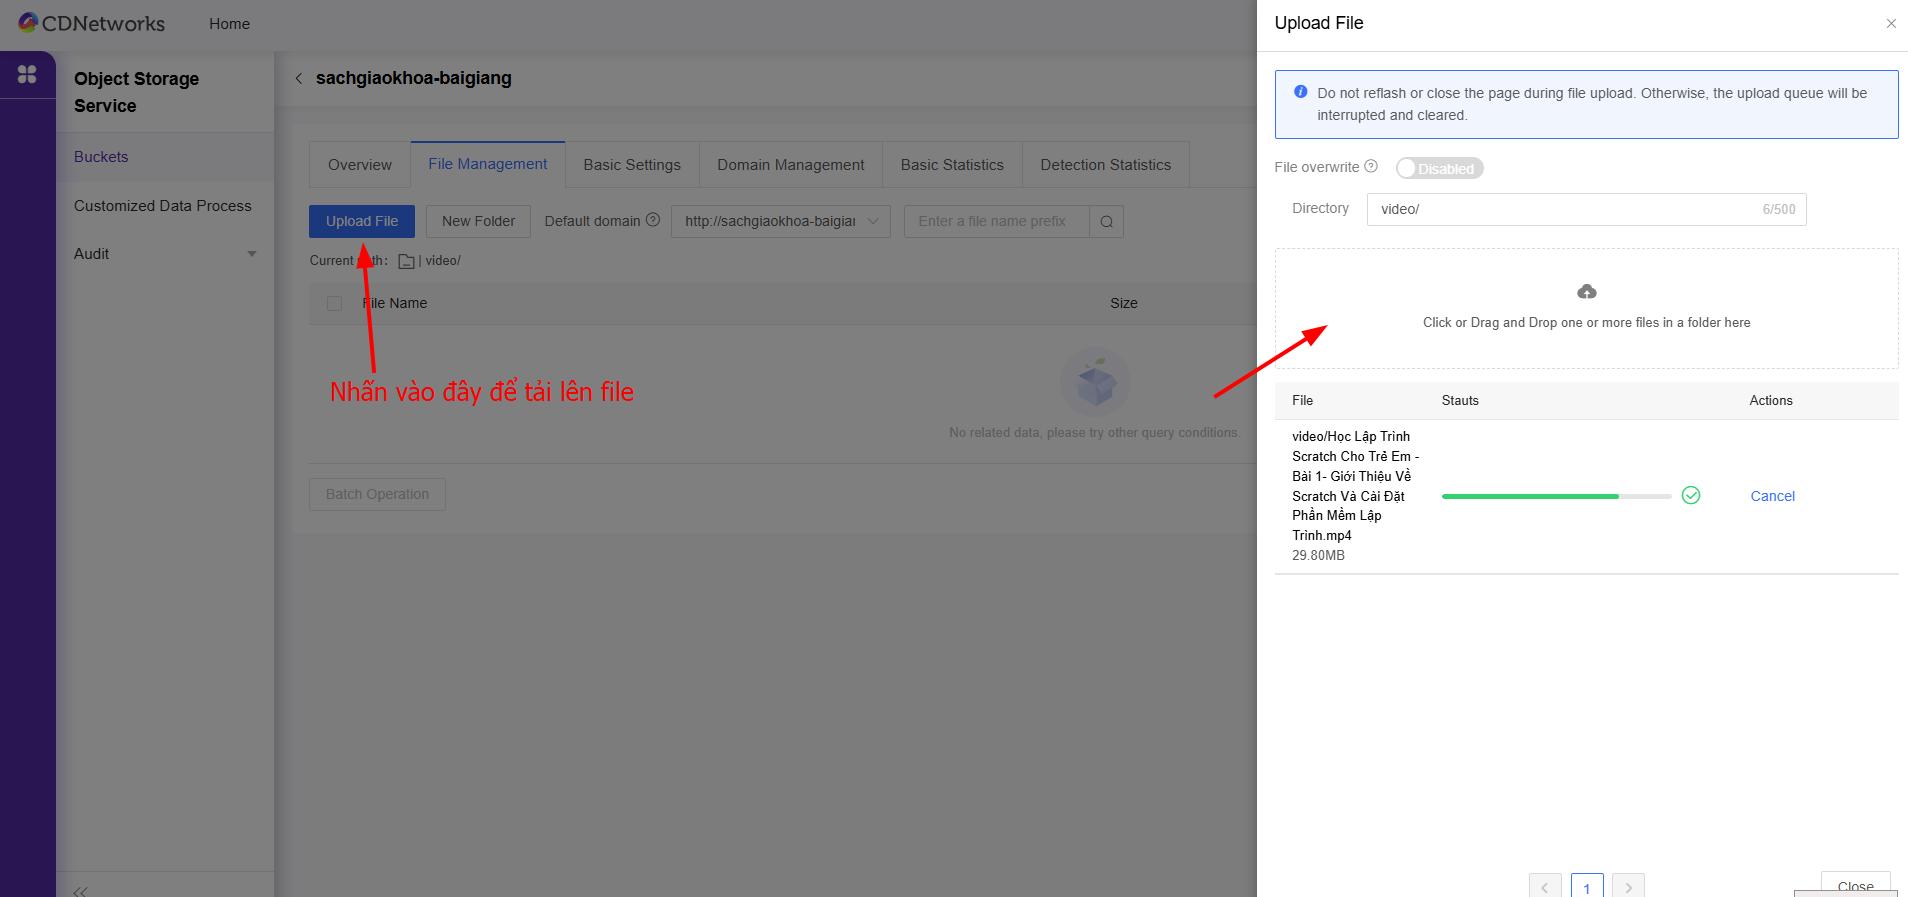 CDNetworks
Home
Object Storage
Service
Buckets
Customized Data Process
Audit
sachgiaokhoa-baigiang
Overview
File Management
Basic Settings
Domain Management
Basic Statistics
Detection Statistics
Upload File
New Folder
Default domain
http://sachgiaokhoa-baigiar
Enter a file name prefix
Current th: | video/
File Name
Size
Nhấn vào đây để tải lên file
No related data, please try other query conditions.
Batch Operation
Upload File
Do not reflash or close the page during file upload. Otherwise, the upload queue will be
interrupted and cleared.
File overwrite
Disabled
Directory
video/
6/500
Click or Drag and Drop one or more files in a folder here
File
Stauts
Actions
video/Học Lập Trình
Scratch Cho Trẻ Em -
Bài 1- Giới Thiệu Về
Scratch Và Cài Đặt
Phần Mềm Lập
Trình.mp4
29.80MB
Cancel
1
Close